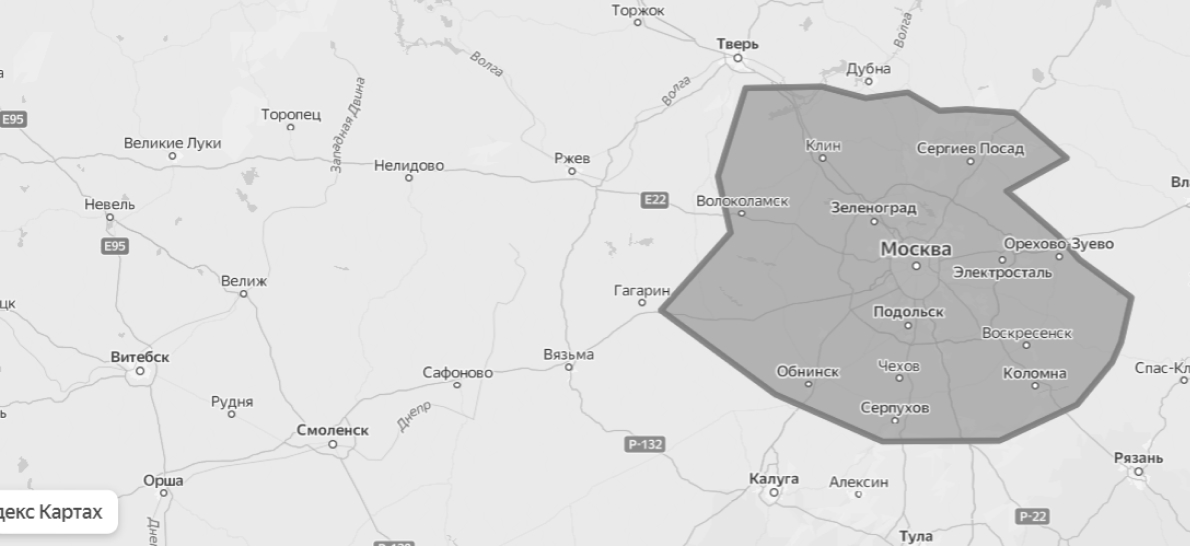 Торжок
Волга
Тверь
Волга
Дубна
Волга
E95
Торопец
Западная Двина
Великие Луки
Нелидово
Ржев
Клин
Сергиев Посад
E22
Волоколамск
Зеленоград
Невель
E95
Москва
Орехово-Зуево
Электросталь
Велиж
Гагарин
Подольск
Воскресенск
Витебск
Вязьма
Сафоново
Обнинск
Чехов
Коломна
Спас-Кл
Рудня
Днепр
Серпухов
Смоленск
Р-132
Рязань
Орша
Калуга
Алексин
декс Картах
Днеп
Р-22
Тула